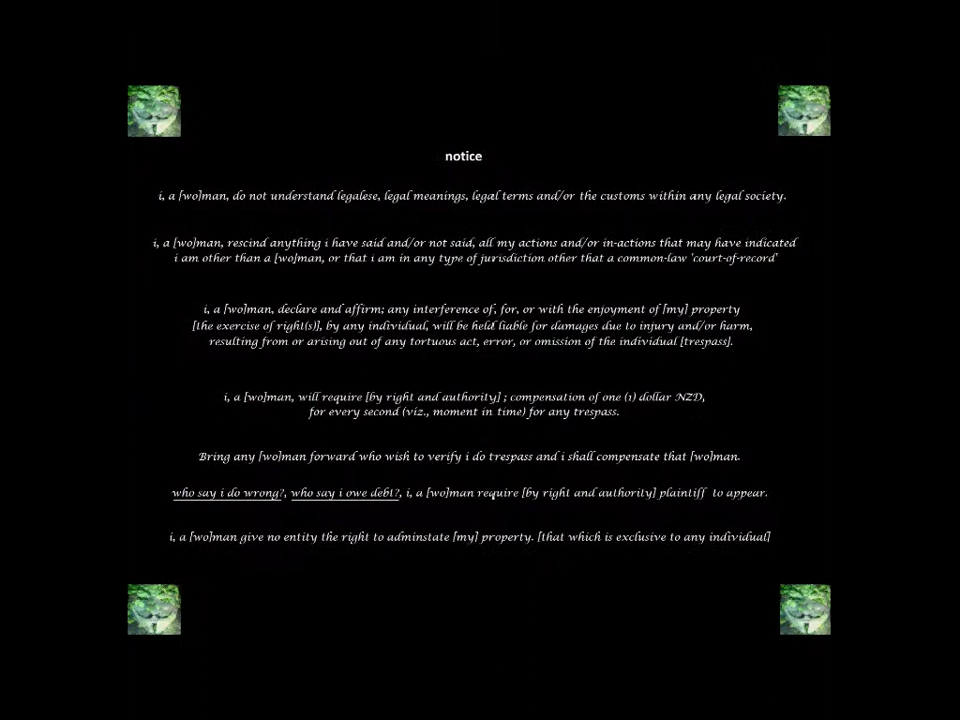 notice
i, a [wo]man, do not understand legalese, legal meanings, legal terms and/or the customs within any legal society.
i, a [wo]man, rescind anything i have said and/or not said, all my actions and/or in-actions that may have indicated
i am other than a [wo]man, or that i am in any type of jurisdiction other that a common-law 'court-of-record'
i, a [wo]man, declare and affirm; any interference of, for, or with the enjoyment of [my] property
[the exercise of right(s)], by any individual, will be held liable for damages due to injury and/or harm,
resulting from or arising out of any tortuous act, error, or omission of the individual [trespass].
i, a [wo]man, will require [by right and authority] ; compensation of one (1) dollar NZD,
for every second (viz., moment in time) for any trespass.
Bring any [wo]man forward who wish to verify i do trespass and i shall compensate that [wo]man.
who say i do wrong?, who say i owe debt?, i, a [wo]man require [by right and authority] plaintiff to appear.
i, a [wo]man give no entity the right to adminstate [my] property. [that which is exclusive to any individual]